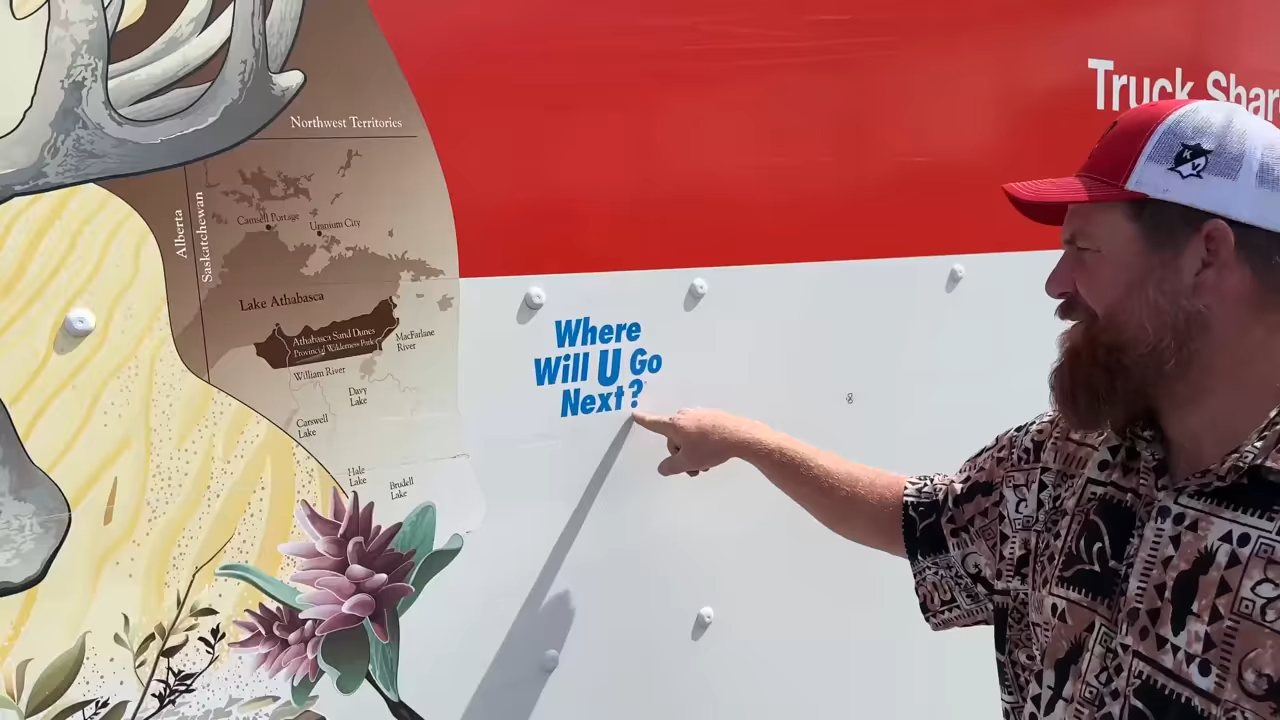 Truck Shar
Northwest Territories
Alberta
Saskatchewan
Camsell Portage
Uranium City
Lake Athabasca
Athabasca Sand Dunes
Provincial Wilderness Park
MacFarlane
River
William River
Davy
Lake
Carswell
Lake
Hale
Lake
Brudell
Lake
Where
Will U Go
Next?
K
V